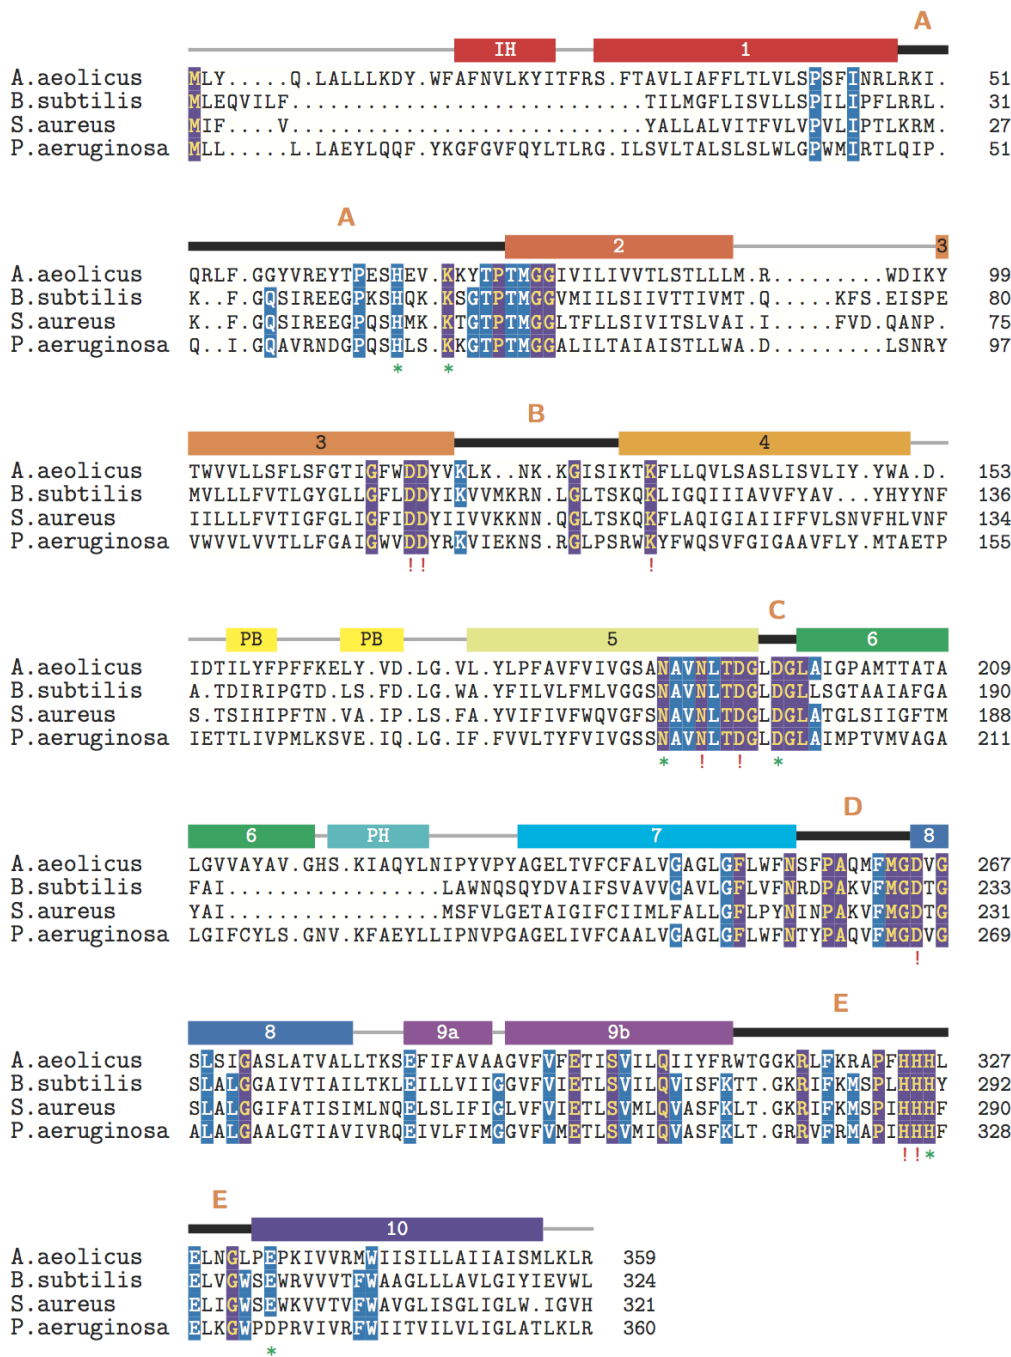 A
IH 1
A.aeolicus MLY.....Q.LALLLKDY.WFAFNVLKYITFRS.FTAVLIAFFLTLVLSPSFINRLRKI. 51
B.subtilis MLEQVILF............................TILMGFLISVLLSPILIPFLRRL. 31
S.aureus MIF....V............................YALLALVITFVLVPVLIPTLKRM. 27
P.aeruginosa MLL.....L.LAEYLQQF.YKGFGVFQYLTLRG.ILSVLTALSLSLWLGPWMIRTLQIP. 51
A
2 3
A.aeolicus QRLF.GGYVREYTPESHEV.KKYTPTMGGIVILIVVTLSTLLLM.R.........WDIKY 99
B.subtilis K..F.GQSIREEGPKSHQK.KSGTPTMGGVMIILSIIVTTIVMT.Q.....KFS.EISPE 80
S.aureus K..F.GQSIREEGPQSHMK.KTGTPTMGGLTFLLSIVITSLVAI.I.....FVD.QANP. 75
P.aeruginosa Q..I.GQAVRNDGPQSHLS.KKGTPTMGGALILTAIAISTLLWA.D.........LSNRY 97
* *
B
3 4
A.aeolicus TWVVLLSFLSFGTIGFWDDYVKLK..NK.KGISIKTKFLLQVLSASLISVLIY.YWA.D. 153
B.subtilis MVLLLFVTLGYGLLGFLDDYIKVVMKRN.LGLTSKQKLIGQIIIAVVFYAV...YHYYNF 136
S.aureus IILLLFVTIGFGLIGFIDDYIIVVKKNN.QGLTSKQKFLAQIGIAIIFFVLSNVFHLVNF 134
P.aeruginosa VWVVLVVTLLFGAIGWVDDYRKVIEKNS.RGLPSRWKYFWQSVFGIGAAVFLY.MTAETP 155
!! !
C
PB PB 5 6
A.aeolicus IDTILYFPFFKELY.VD.LG.VL.YLPFAVFVIVGSANAVNLTDGLDGLAIGPAMTTATA 209
B.subtilis A.TDIRIPGTD.LS.FD.LG.WA.YFILVLFMLVGGSNAVNLTDGLDGLLSGTAAIAFGA 190
S.aureus S.TSIHIPFTN.VA.IP.LS.FA.YVIFIVFWQVGFSNAVNLTDGLDGLATGLSIIGFTM 188
P.aeruginosa IETTLIVPMLKSVE.IQ.LG.IF.FVVLTYFVIVGSSNAVNLTDGLDGLAIMPTVMVAGA 211
* ! ! *
D
6 PH 7 8
A.aeolicus LGVVAYAV.GHS.KIAQYLNIPYVPYAGELTVFCFALVGAGLGFLWFNSFPAQMFMGDVG 267
B.subtilis FAI.................LAWNQSQYDVAIFSVAVVGAVLGFLVFNRDPAKVFMGDTG 233
S.aureus YAI.................MSFVLGETAIGIFCIIMLFALLGFLPYNINPAKVFMGDTG 231
P.aeruginosa LGIFCYLS.GNV.KFAEYLLIPNVPGAGELIVFCAALVGAGLGFLWFNTYPAQVFMGDVG 269
!
E
8 9a 9b
A.aeolicus SLSIGASLATVALLTKSEFIFAVAAGVFVFETISVILQIIYFRWTGGKRLFKRAPFHHHL 327
B.subtilis SLALGGAIVTIAILTKLEILLVIIGGVFVIETLSVILQVISFKTT.GKRIFKMSPLHHHY 292
S.aureus SLALGGIFATISIMLNQELSLIFIGLVFVIETLSVMLQVASFKLT.GKRIFKMSPIHHHF 290
P.aeruginosa ALALGAALGTIAVIVRQEIVLFIMGGVFVMETLSVMIQVASFKLT.GRRVFRMAPIHHHF 328
!!*
E
10
A.aeolicus ELNGLPEPKIVVRMWIISILLAIIAISMLKLR 359
B.subtilis ELVGWSEWRVVVTFWAAGLLLAVLGIYIEVWL 324
S.aureus ELIGWSEWKVVTVFWAVGLISGLIGLW.IGVH 321
P.aeruginosa ELKGWPDPRVIVRFWIITVILVLIGLATLKLR 360
*